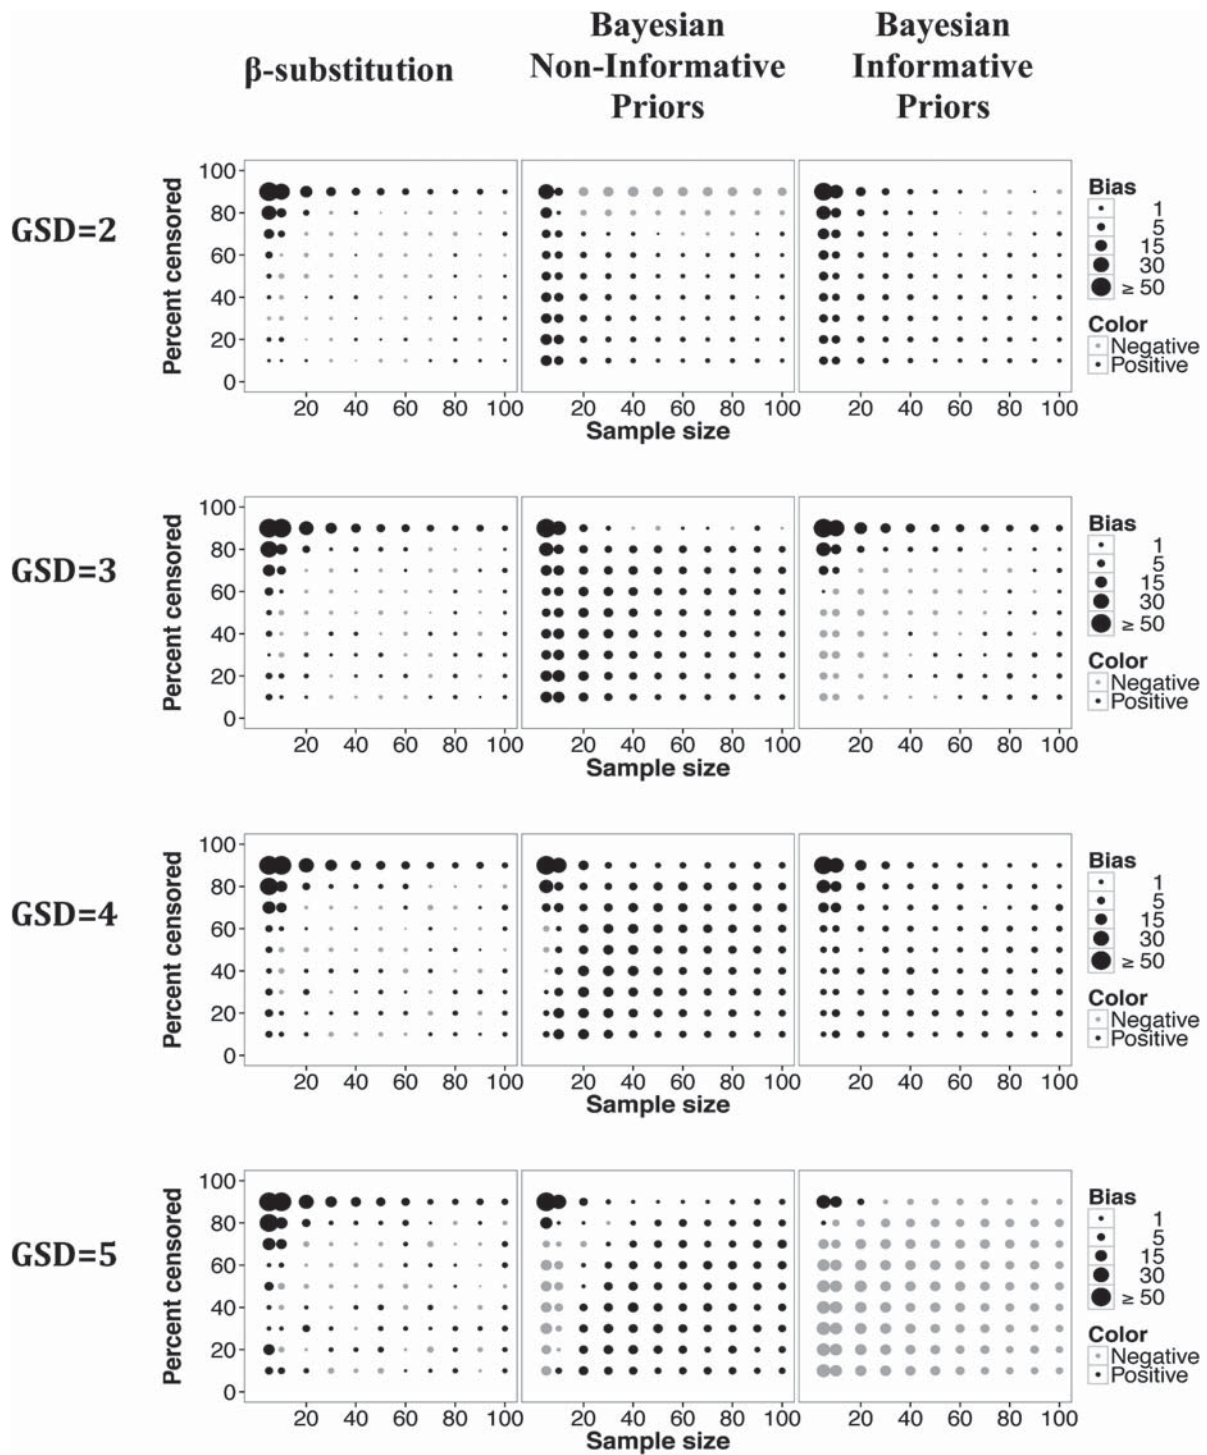 β-substitution
Bayesian
Non-Informative
Priors
Bayesian
Informative
Priors
GSD=2
Percent censored
100
80
60
40
20
0
20 40 60 80 100
20 40 60 80 100
20 40 60 80 100
Sample size
Bias
1
5
15
30
≥ 50
Color
Negative
Positive
GSD=3
Percent censored
100
80
60
40
20
0
20 40 60 80 100
20 40 60 80 100
20 40 60 80 100
Sample size
Bias
1
5
15
30
≥ 50
Color
Negative
Positive
GSD=4
Percent censored
100
80
60
40
20
0
20 40 60 80 100
20 40 60 80 100
20 40 60 80 100
Sample size
Bias
1
5
15
30
≥ 50
Color
Negative
Positive
GSD=5
Percent censored
100
80
60
40
20
0
20 40 60 80 100
20 40 60 80 100
20 40 60 80 100
Sample size
Bias
1
5
15
30
≥ 50
Color
Negative
Positive